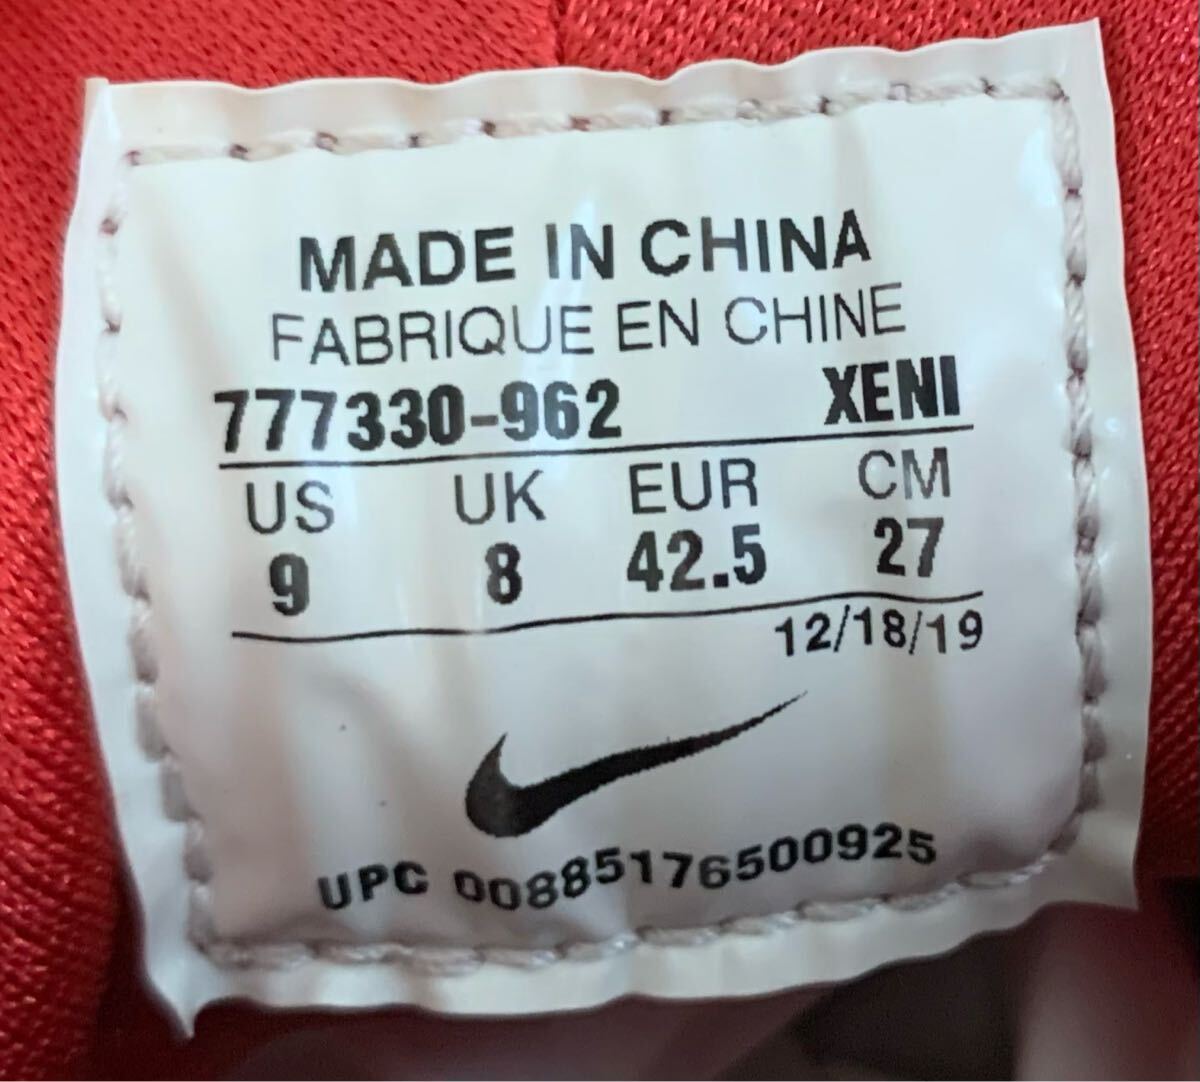 MADE IN CHINA
FABRIQUE EN CHINE
777330-962 XENI
US UK EUR CM
9 8 42.5 27
12/18/19
UPC 00885176500925